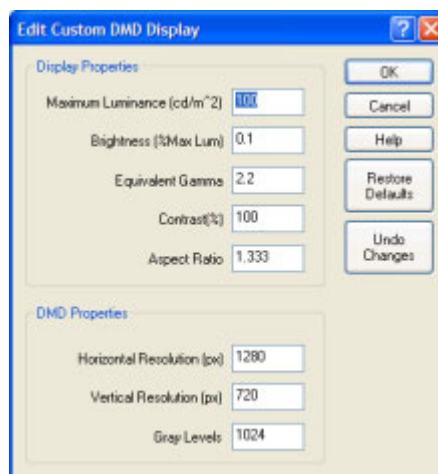 Edit Custom DMD Display
Display Properties
Maximum Luminance (cd/m^2) 100
Brightness (%Max Lum) 0.1
Equivalent Gamma 2.2
Contrast(%) 100
Aspect Ratio 1.333
OK
Cancel
Help
Restore
Defaults
Undo
Changes
DMD Properties
Horizontal Resolution (px) 1280
Vertical Resolution (px) 720
Gray Levels 1024